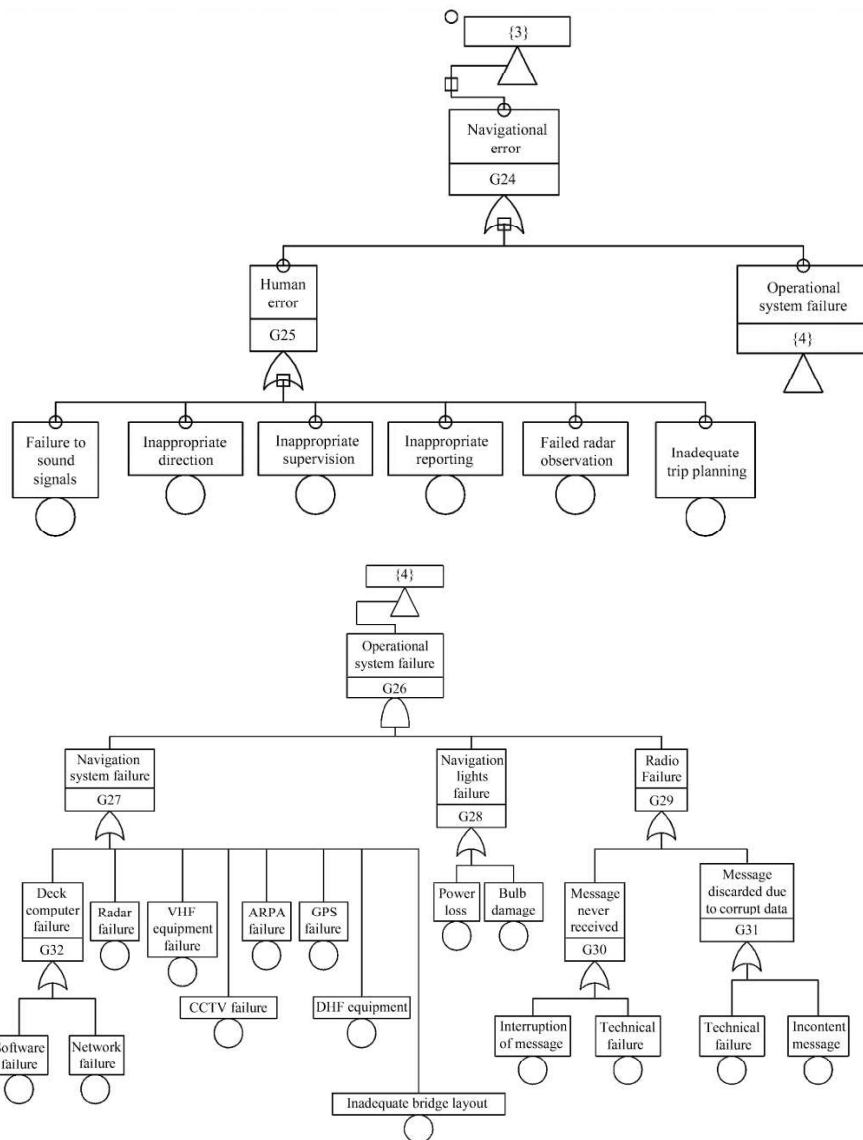 {3}
Navigational
error
G24
Human
error
G25
Operational
system failure
{4}
Failure to
sound
signals
Inappropriate
direction
Inappropriate
supervision
Inappropriate
reporting
Failed radar
observation
Inadequate
trip planning
{4}
Operational
system failure
G26
Navigation
system failure
G27
Navigation
lights
failure
G28
Radio
Failure
G29
Deck
computer
failure
G32
Radar
failure
VHF
equipment
failure
ARPA
failure
GPS
failure
Power
loss
Bulb
damage
Message
never
received
G30
Message
discarded due
to corrupt data
G31
CCTV failure
DHF equipment
Software
failure
Network
failure
Interruption
of message
Technical
failure
Technical
failure
Incontent
message
Inadequate bridge layout